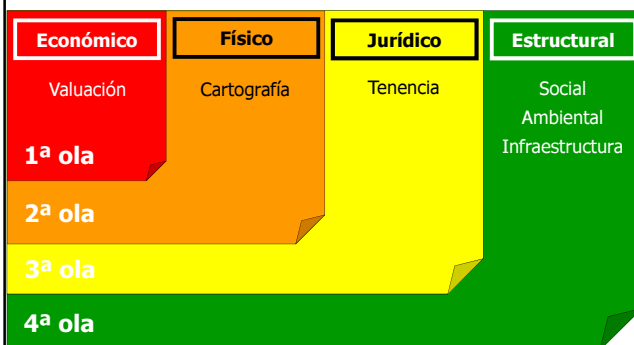 Económico
Físico
Jurídico
Estructural
Valuación
Cartografía
Tenencia
Social
Ambiental
Infraestructura
1ª ola
2ª ola
3ª ola
4ª ola